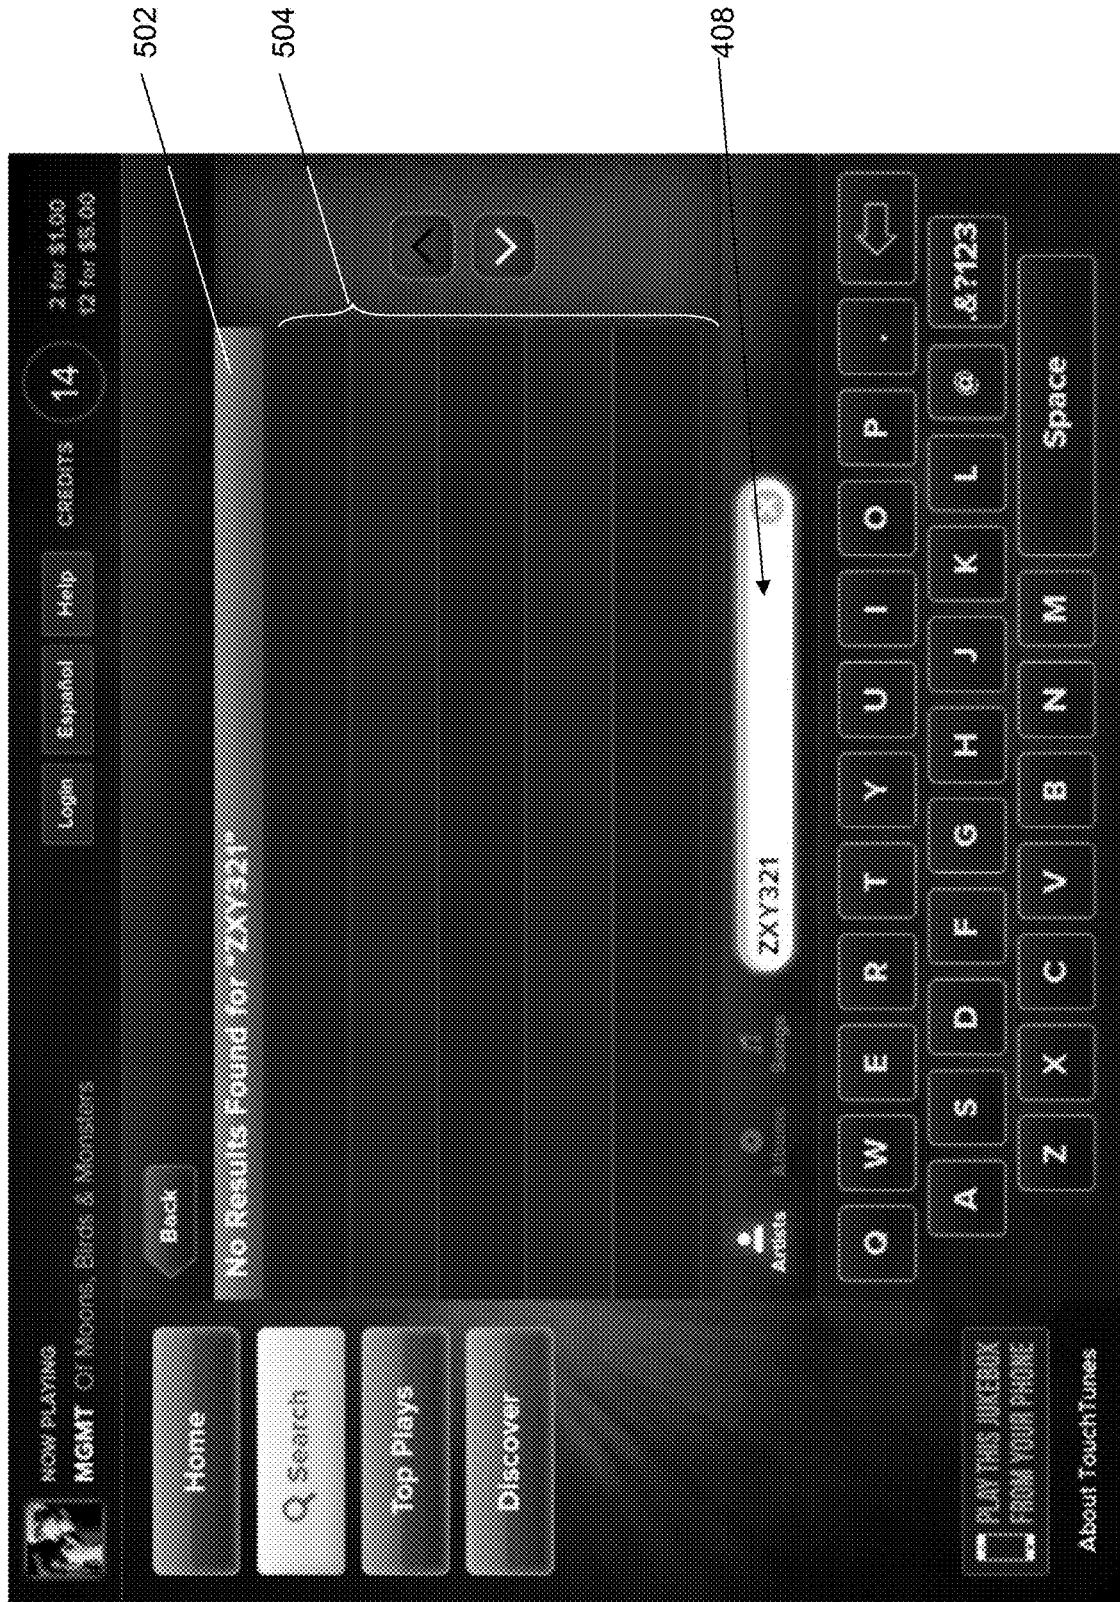 NOW PLAYING
MGMT Of Moons, Birds & Monsters
Login
Español
Help
CREDITS
14
2 for $1.00
12 for $5.00
Back
502
Home
Search
Top Plays
Discover
No Results Found for "ZXY321"
504
Artists
Albums
Songs
ZXY321
408
Q W E R T Y U I O P
A S D F G H J K L @ .&?123
Z X C V B N M Space
PLAY THIS JUKEBOX
FROM YOUR PHONE
About TouchTunes